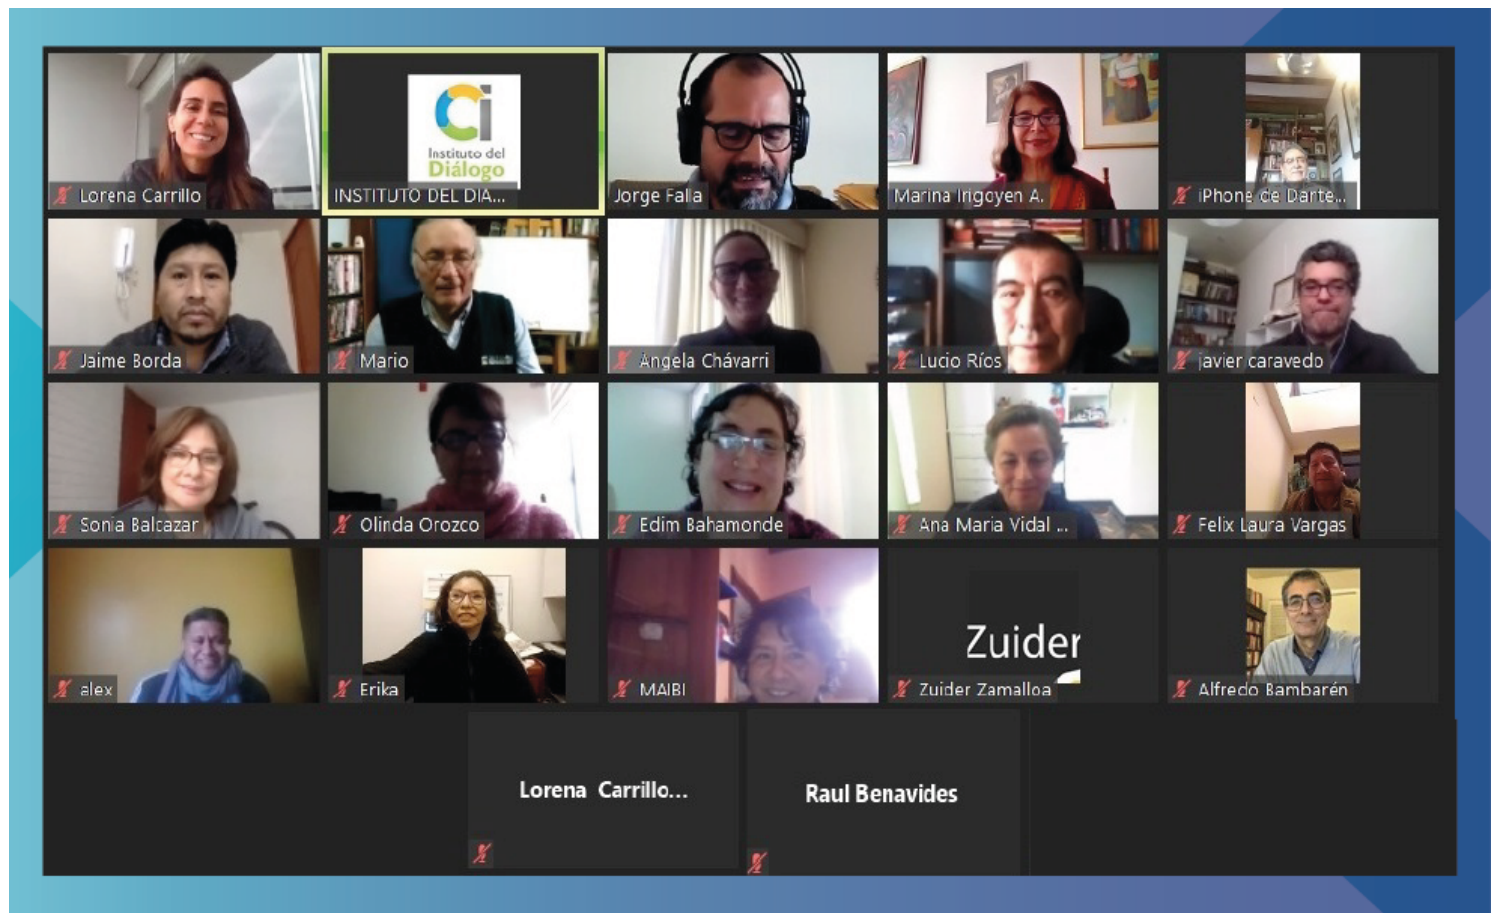 Lorena Carrillo
Ci
Instituto del
Diálogo
INSTITUTO DEL DIA...
Jorge Falla
Marina Irigoyen A.
iPhone de Dante...
Jaime Borda
Mario
Angela Chávarri
Lucio Ríos
javier caravedo
Sonia Balcazar
Olinda Orozco
Edim Bahamonde
Ana Maria Vidal ...
Felix Laura Vargas
alex
Erika
MAIBI
Zuider
Zuider Zamalloa
Alfredo Bambarén
Lorena Carrillo...
Raul Benavides